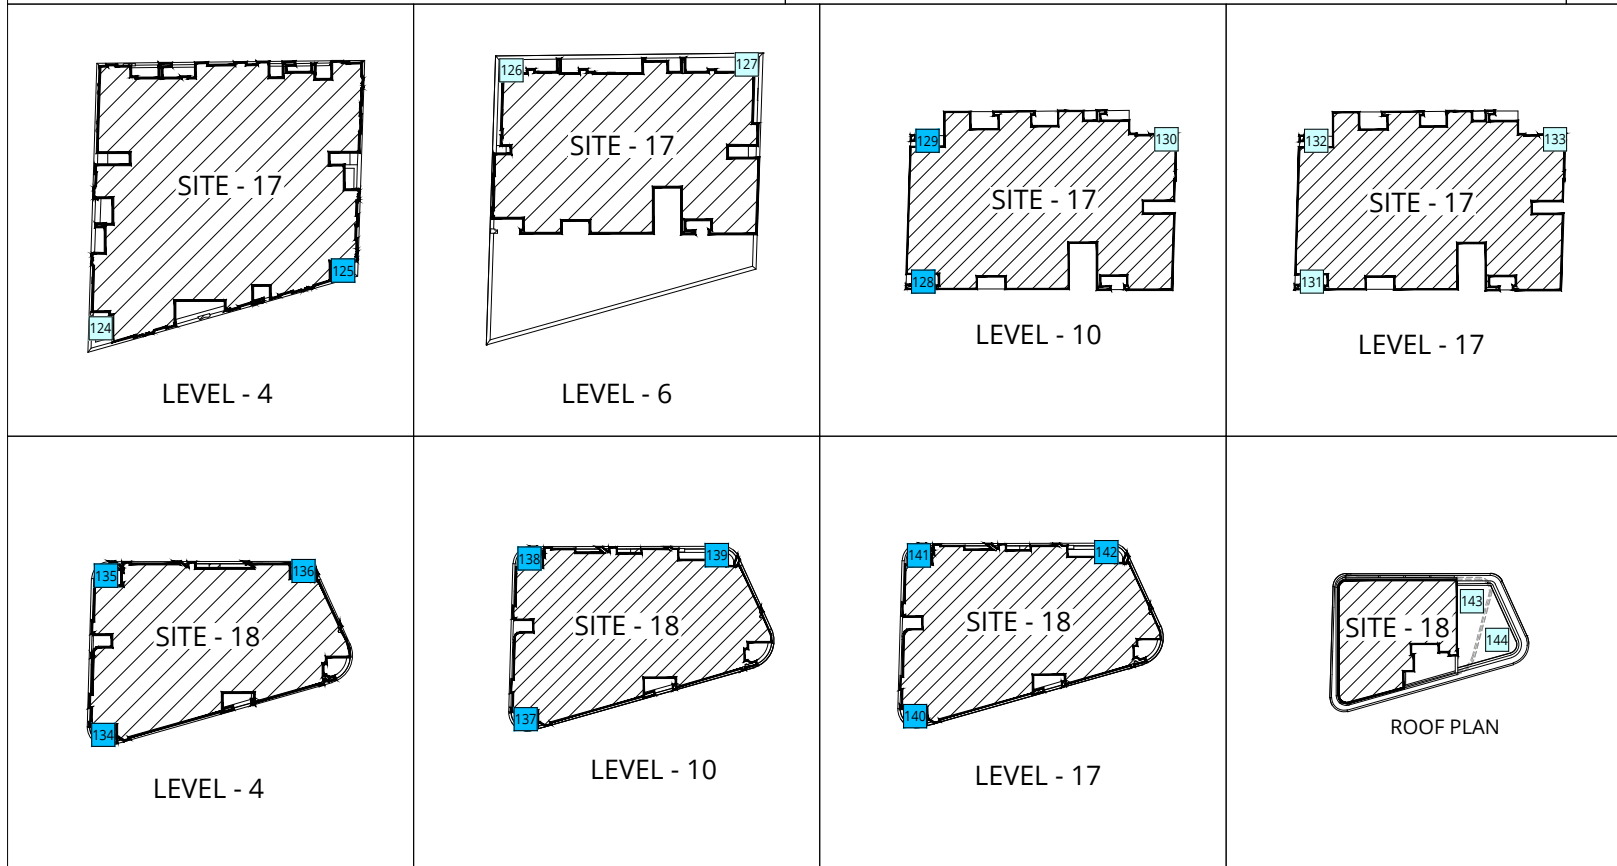 126
127
129
130
132
133
SITE - 17
SITE - 17
SITE - 17
SITE - 17
125
124
128
131
LEVEL - 4
LEVEL - 6
LEVEL - 10
LEVEL - 17
135
136
138
139
141
142
143
144
SITE - 18
SITE - 18
SITE - 18
SITE - 18
134
137
140
LEVEL - 4
LEVEL - 10
LEVEL - 17
ROOF PLAN